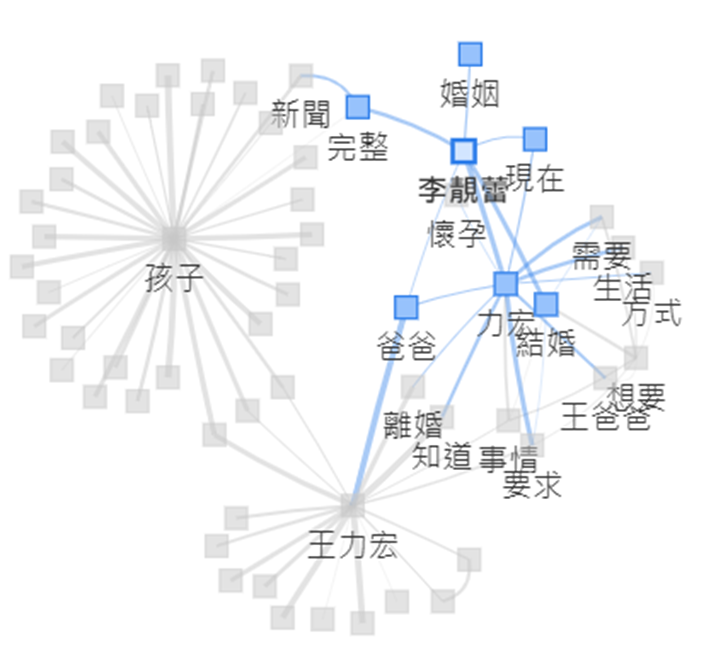 婚姻
新聞
完整
現在
李靚蕾
懷孕
需要
孩子
生活
方式
力宏
結婚
爸爸
想要
王爸爸
離婚
知道
事情
要求
王力宏